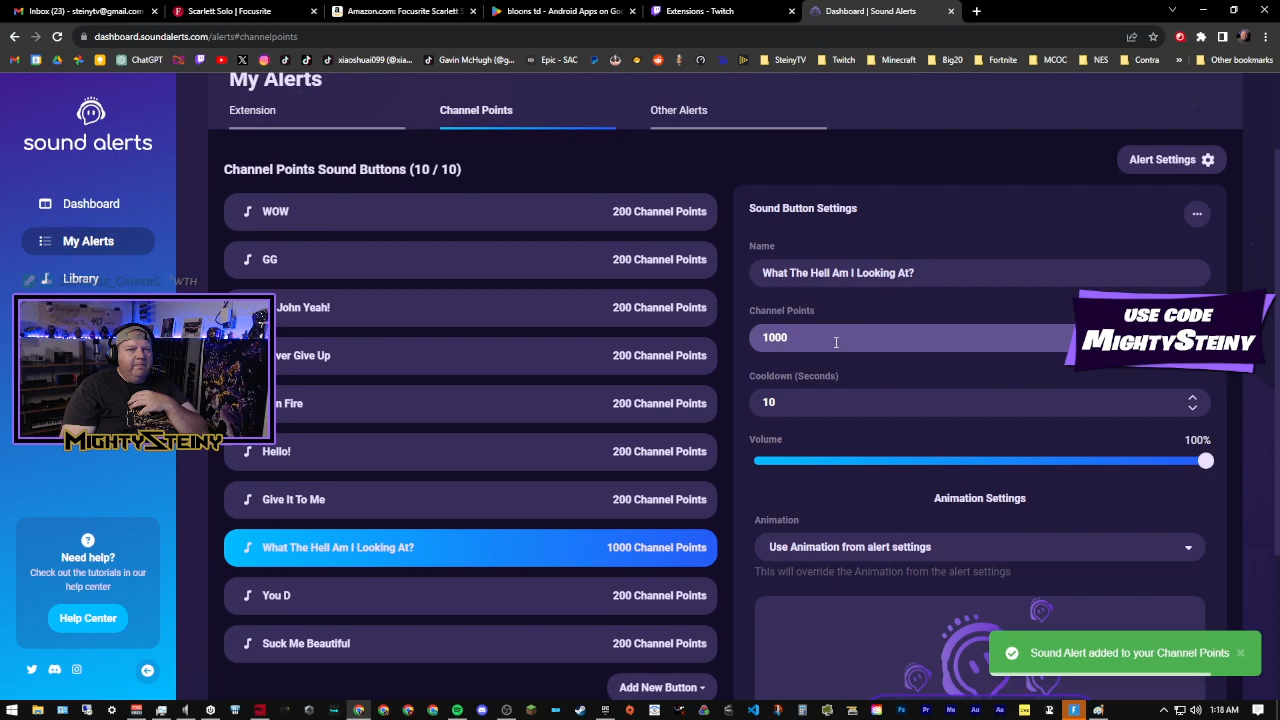 Inbox (23) - steinytv@gmail.com
Scarlett Solo | Focusrite
Amazon.com: Focusrite Scarlett S
bloons td - Android Apps on Goo
Extensions - Twitch
Dashboard | Sound Alerts
dashboard.soundalerts.com/alerts#channelpoints
ChatGPT
xiaoshuai099 (@xia...
Gavin McHugh (@g...
Epic - SAC
SteinyTV
Twitch
Minecraft
Big20
Fortnite
MCOC
NES
Contra
Other bookmarks
sound alerts
Dashboard
My Alerts
Library
Need help?
Check out the tutorials in our
help center
Help Center
My Alerts
Extension
Channel Points
Other Alerts
Channel Points Sound Buttons (10 / 10)
Alert Settings
WOW 200 Channel Points
GG 200 Channel Points
John Yeah! 200 Channel Points
ver Give Up 200 Channel Points
n Fire 200 Channel Points
Hello! 200 Channel Points
Give It To Me 200 Channel Points
What The Hell Am I Looking At? 1000 Channel Points
You D 200 Channel Points
Suck Me Beautiful 200 Channel Points
Add New Button
Sound Button Settings
Name
What The Hell Am I Looking At?
Channel Points
1000
Cooldown (Seconds)
10
Volume 100%
Animation Settings
Animation
Use Animation from alert settings
This will override the Animation from the alert settings
Sound Alert added to your Channel Points
USE CODE
MIGHTYSTEINY
MIGHTYSTEINY
WTH
1:18 AM